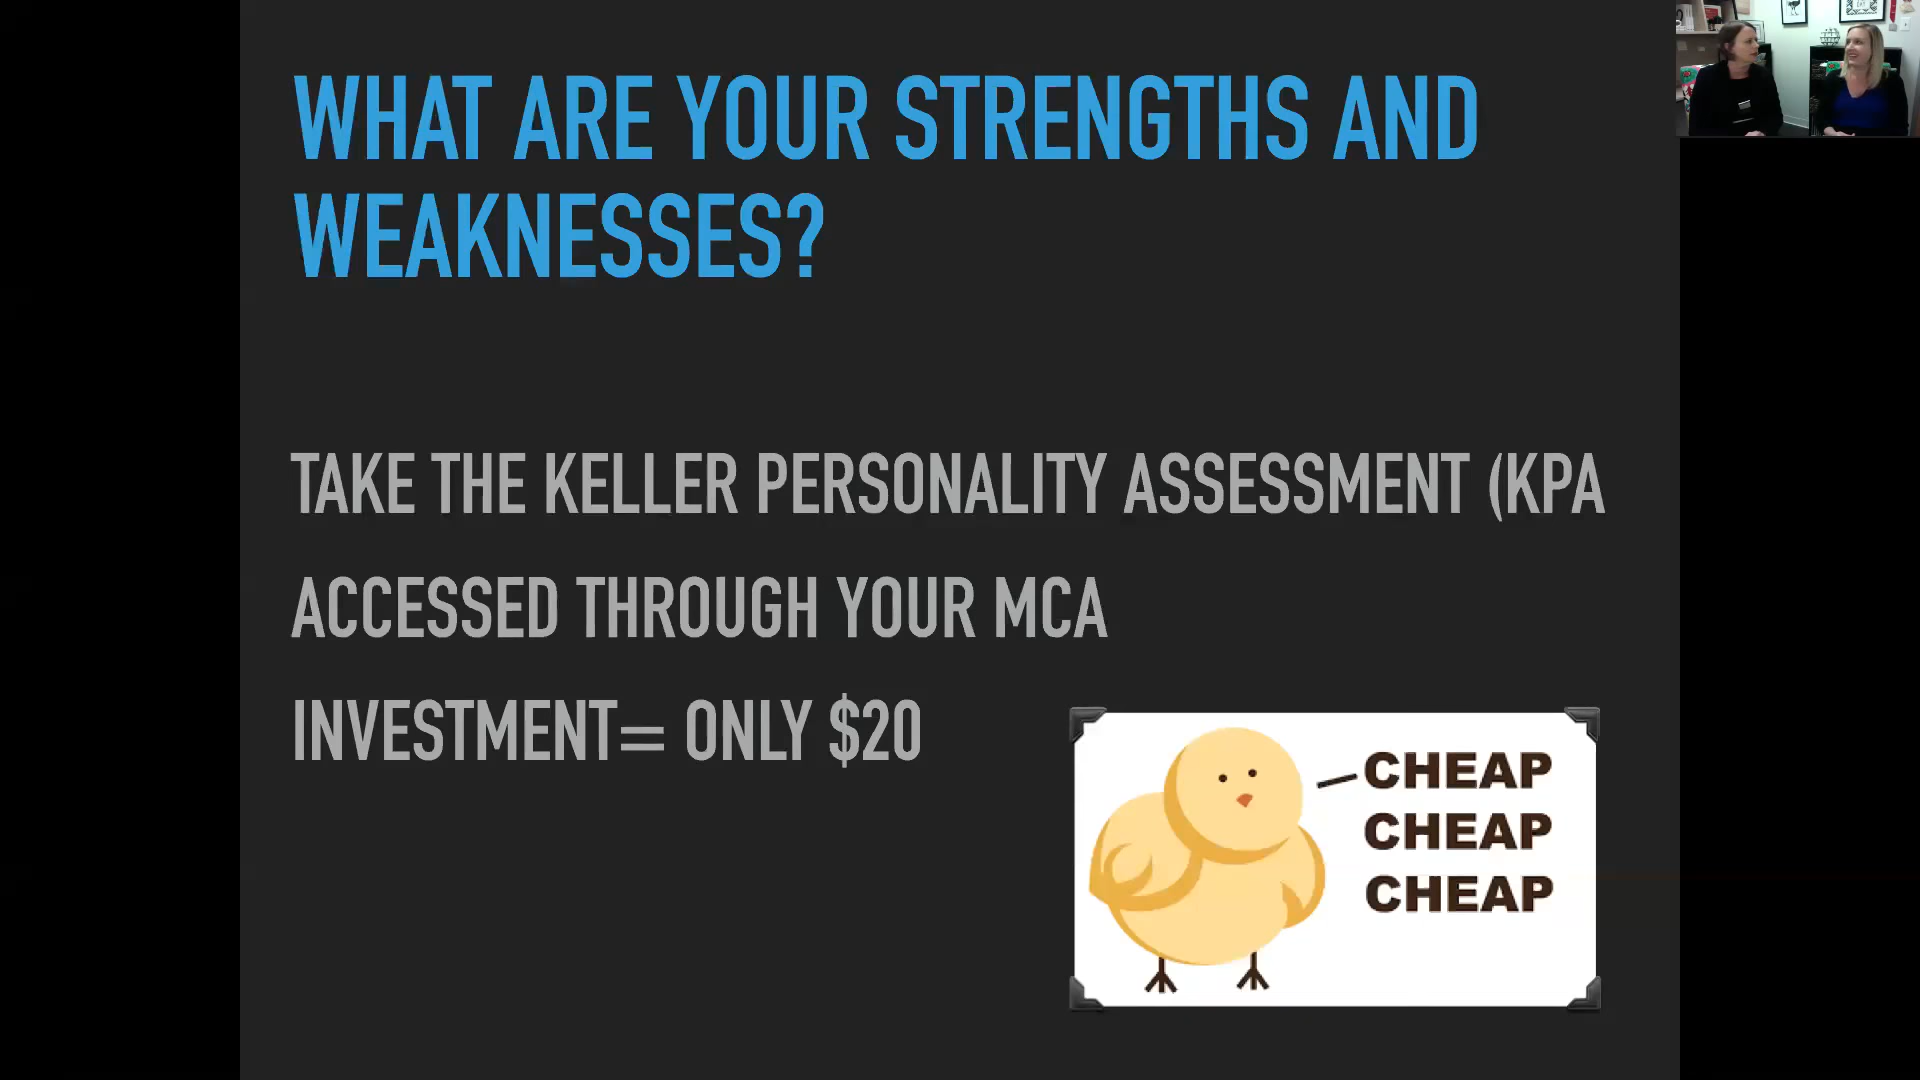 WHAT ARE YOUR STRENGTHS AND
WEAKNESSES?
TAKE THE KELLER PERSONALITY ASSESSMENT (KPA
ACCESSED THROUGH YOUR MCA
INVESTMENT= ONLY $20
CHEAP
CHEAP
CHEAP